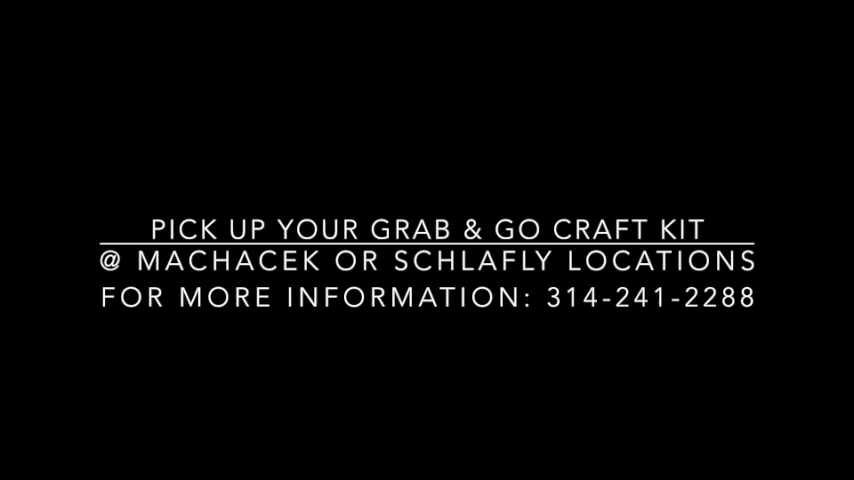 PICK UP YOUR GRAB & GO CRAFT KIT
@ MACHACEK OR SCHLAFLY LOCATIONS
FOR MORE INFORMATION: 314-241-2288